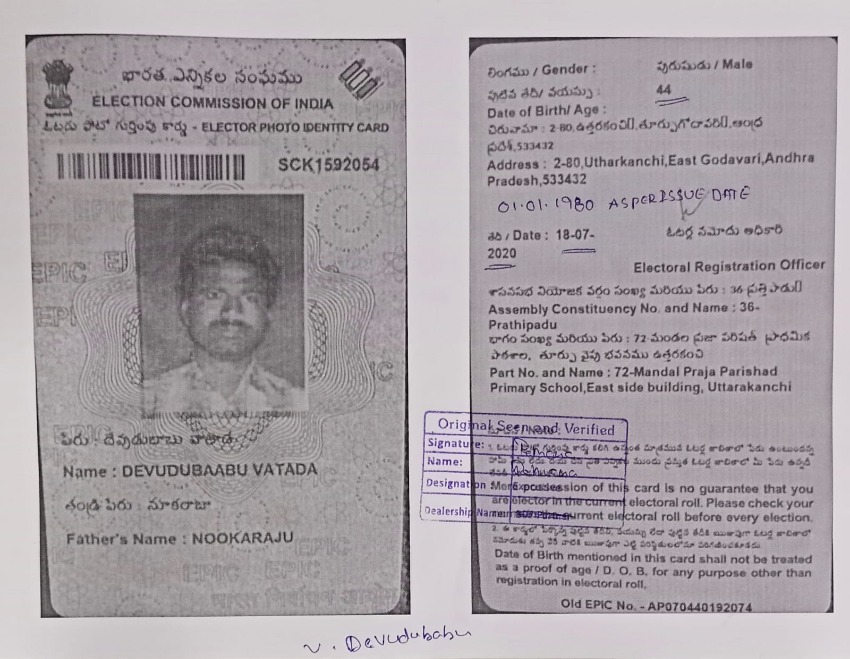 భారత ఎన్నికల సంఘము
ELECTION COMMISSION OF INDIA
ఓటరు ఫొటో గుర్తింపు కార్డు - ELECTOR PHOTO IDENTITY CARD
SCK1592054
పేరు : దేవుడుబాబు వాతాడ
Name : DEVUDUBAABU VATADA
తండ్రి పేరు : నూకరాజు
Father's Name : NOOKARAJU
లింగము / Gender : పురుషుడు / Male
పుట్టిన తేది/ వయస్సు : 44
Date of Birth/ Age :
చిరునామా : 2-80,ఉత్తరకంచి,తూర్పుగోదావరి,ఆంధ్ర
ప్రదేశ్,533432
Address : 2-80,Utharkanchi,East Godavari,Andhra
Pradesh,533432
01.01.1980 AS PER ISSUE DATE
తేది / Date : 18-07-
2020
ఓటర్ల నమోదు అధికారి
Electoral Registration Officer
శాసనసభ నియోజక వర్గం సంఖ్య మరియు పేరు : 36 ప్రత్తిపాడు
Assembly Constituency No. and Name : 36-
Prathipadu
భాగం సంఖ్య మరియు పేరు : 72 మండల ప్రజా పరిషత్ ప్రాథమిక
పాఠశాల, తూర్పు వైపు భవనము ఉత్తరకంచి
Part No. and Name : 72-Mandal Praja Parishad
Primary School,East side building, Uttarakanchi
Original Seen and Verified
Signature:
Name:
Designation
Dealership Name:
Mere possession of this card is no guarantee that you
are elector in the current electoral roll. Please check your
current electoral roll before every election.
Date of Birth mentioned in this card shall not be treated
as a proof of age / D. O. B. for any purpose other than
registration in electoral roll.
Old EPIC No. - AP070440192074
V. Devudubabu